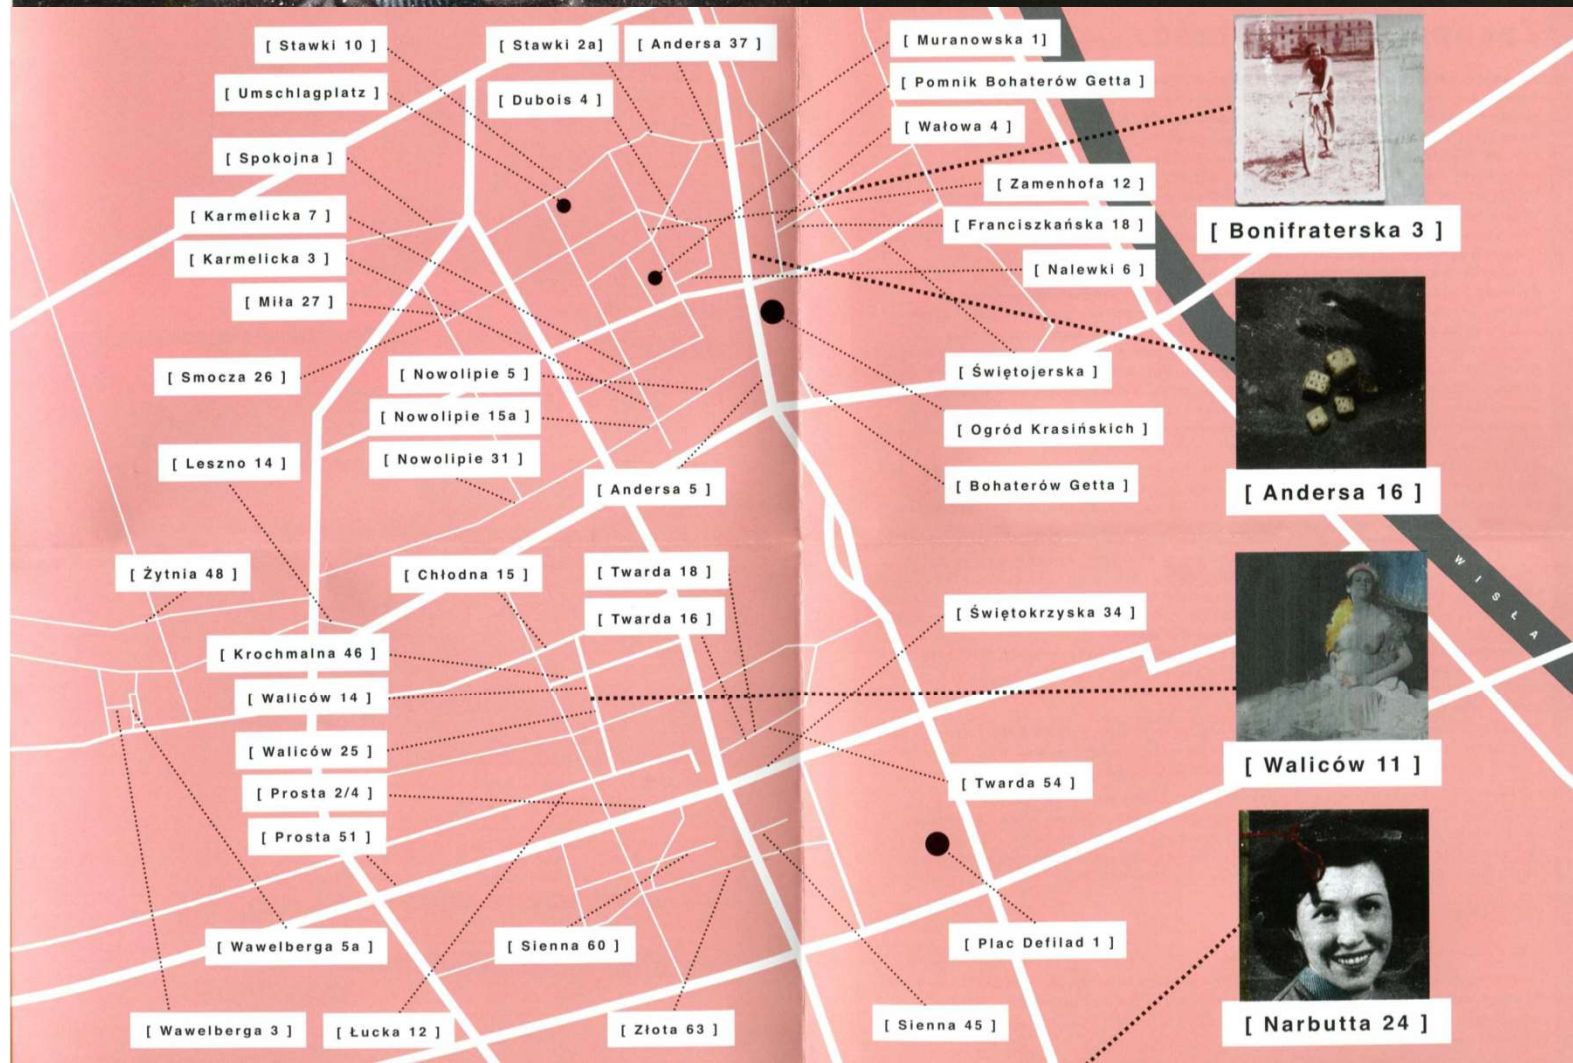 [ Stawki 10 ]
[ Stawki 2a]
[ Andersa 37 ]
[ Muranowska 1]
[ Umschlagplatz ]
[ Dubois 4 ]
[ Pomnik Bohaterów Getta ]
[ Wałowa 4 ]
[ Spokojna ]
[ Zamenhofa 12 ]
[ Karmelicka 7 ]
[ Franciszkańska 18 ]
[ Bonifraterska 3 ]
[ Karmelicka 3 ]
[ Nalewki 6 ]
[ Miła 27 ]
[ Smocza 26 ]
[ Nowolipie 5 ]
[ Świętojerska ]
[ Nowolipie 15a ]
[ Ogród Krasińskich ]
[ Leszno 14 ]
[ Nowolipie 31 ]
[ Andersa 5 ]
[ Bohaterów Getta ]
[ Andersa 16 ]
[ Żytnia 48 ]
[ Chłodna 15 ]
[ Twarda 18 ]
WISŁA
[ Twarda 16 ]
[ Świętokrzyska 34 ]
[ Krochmalna 46 ]
[ Waliców 14 ]
[ Waliców 25 ]
[ Waliców 11 ]
[ Prosta 2/4 ]
[ Twarda 54 ]
[ Prosta 51 ]
[ Wawelberga 5a ]
[ Sienna 60 ]
[ Plac Defilad 1 ]
[ Wawelberga 3 ]
[ Łucka 12 ]
[ Złota 63 ]
[ Sienna 45 ]
[ Narbutta 24 ]